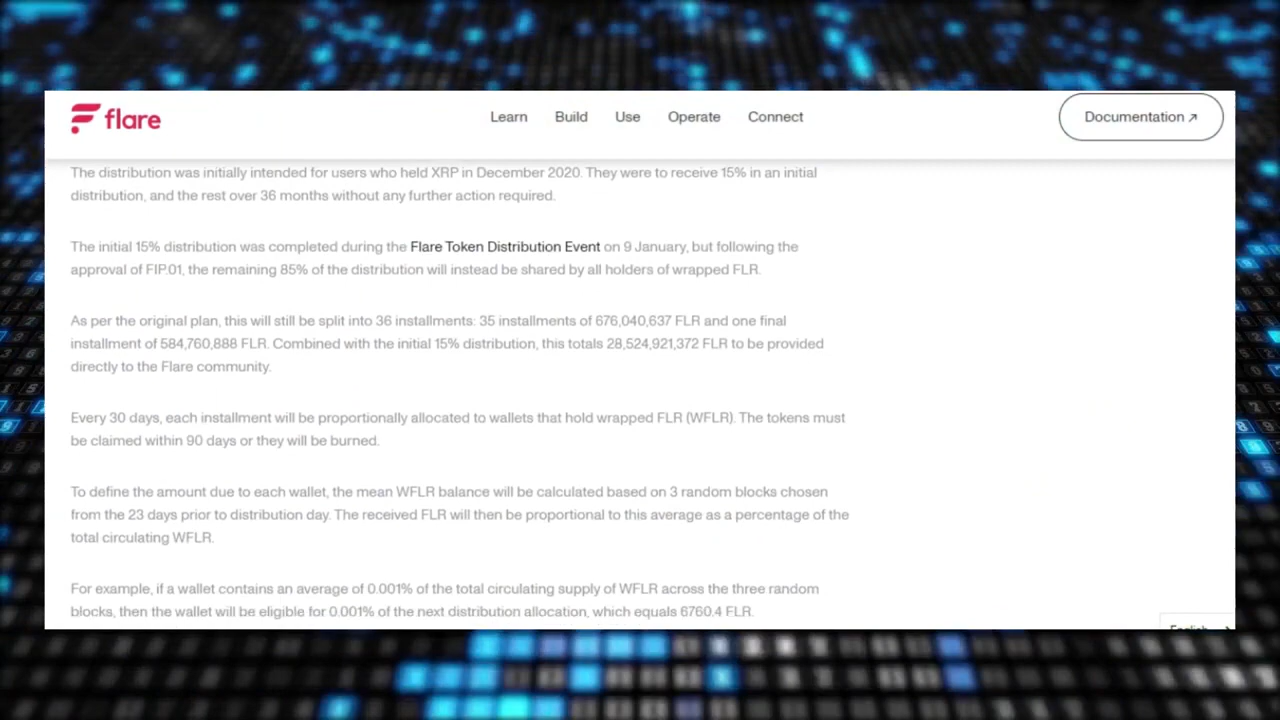 flare
Learn Build Use Operate Connect
Documentation ↗
The distribution was initially intended for users who held XRP in December 2020. They were to receive 15% in an initial
distribution, and the rest over 36 months without any further action required.
The initial 15% distribution was completed during the Flare Token Distribution Event on 9 January, but following the
approval of FIP.01, the remaining 85% of the distribution will instead be shared by all holders of wrapped FLR.
As per the original plan, this will still be split into 36 installments: 35 installments of 676,040,637 FLR and one final
installment of 584,760,888 FLR. Combined with the initial 15% distribution, this totals 28,524,921,372 FLR to be provided
directly to the Flare community.
Every 30 days, each installment will be proportionally allocated to wallets that hold wrapped FLR (WFLR). The tokens must
be claimed within 90 days or they will be burned.
To define the amount due to each wallet, the mean WFLR balance will be calculated based on 3 random blocks chosen
from the 23 days prior to distribution day. The received FLR will then be proportional to this average as a percentage of the
total circulating WFLR.
For example, if a wallet contains an average of 0.001% of the total circulating supply of WFLR across the three random
blocks, then the wallet will be eligible for 0.001% of the next distribution allocation, which equals 6760.4 FLR.
English